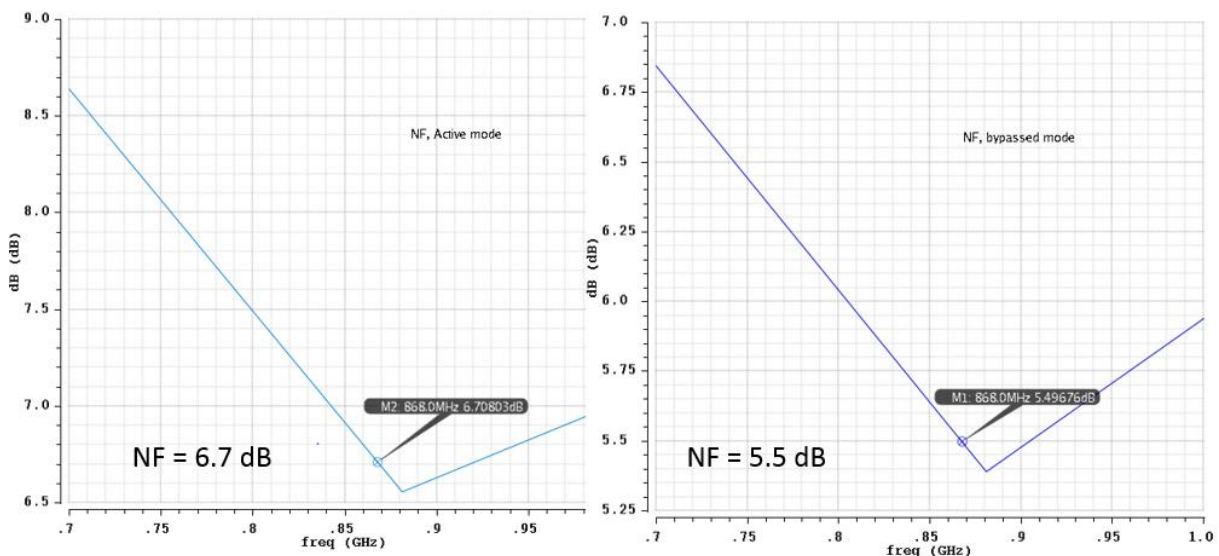 9.0
8.5
8.0
7.5
7.0
6.5
dB (dB)
NF, Active mode
M2: 868.0MHz 6.70803dB
NF = 6.7 dB
.7
.75
.8
.85
.9
.95
freq (GHz)
7.0
6.75
6.5
6.25
6.0
5.75
5.5
5.25
dB (dB)
NF, bypassed mode
M1: 868.0MHz 5.49676dB
NF = 5.5 dB
.7
.75
.8
.85
.9
.95
1.0
freq (GHz)